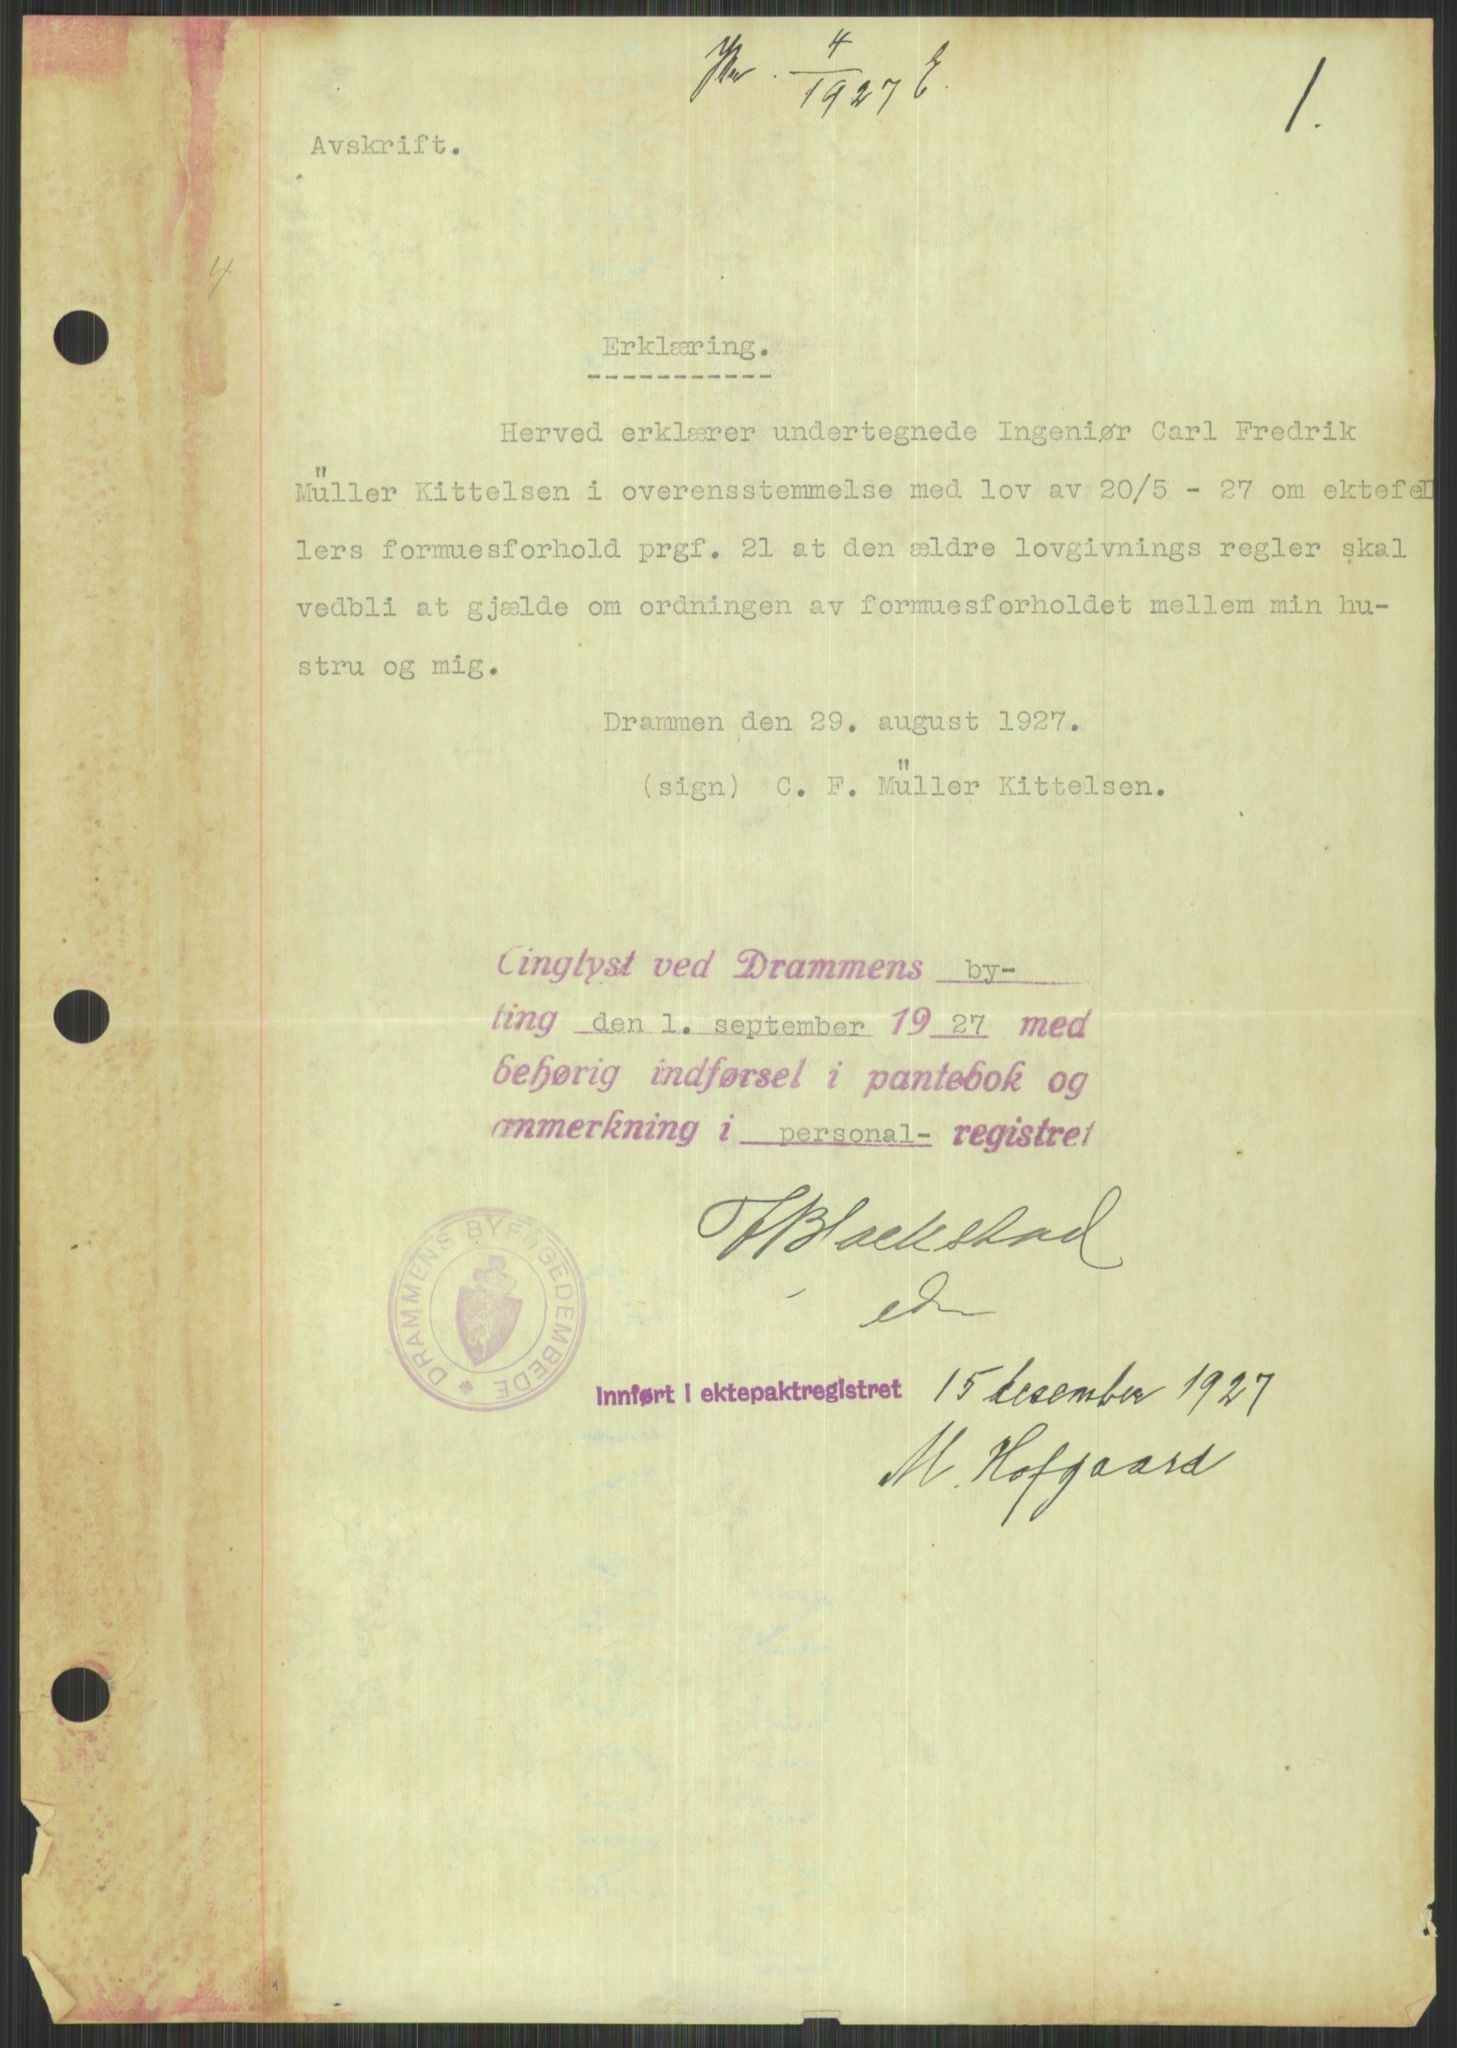 Nr. 4/1927 E.
1.
Avskrift.
4
Erklæring.
Herved erklærer undertegnede Ingeniør Carl Fredrik
Müller Kittelsen i overensstemmelse med lov av 20/5 - 27 om ektefel
lers formuesforhold prgf. 21 at den ældre lovgivnings regler skal
vedbli at gjælde om ordningen av formuesforholdet mellem min hu-
stru og mig.
Drammen den 29. august 1927.
(sign) C. F. Müller Kittelsen.
Tinglyst ved Drammens by-
ting den 1. september 1927 med
behørig indførsel i pantebok og
anmerkning i personal- registret
Blackstad
DRAMMENS BYFOGEDEMBEDE
Innført i ektepaktregistret 15 desember 1927
M. Hofgaard